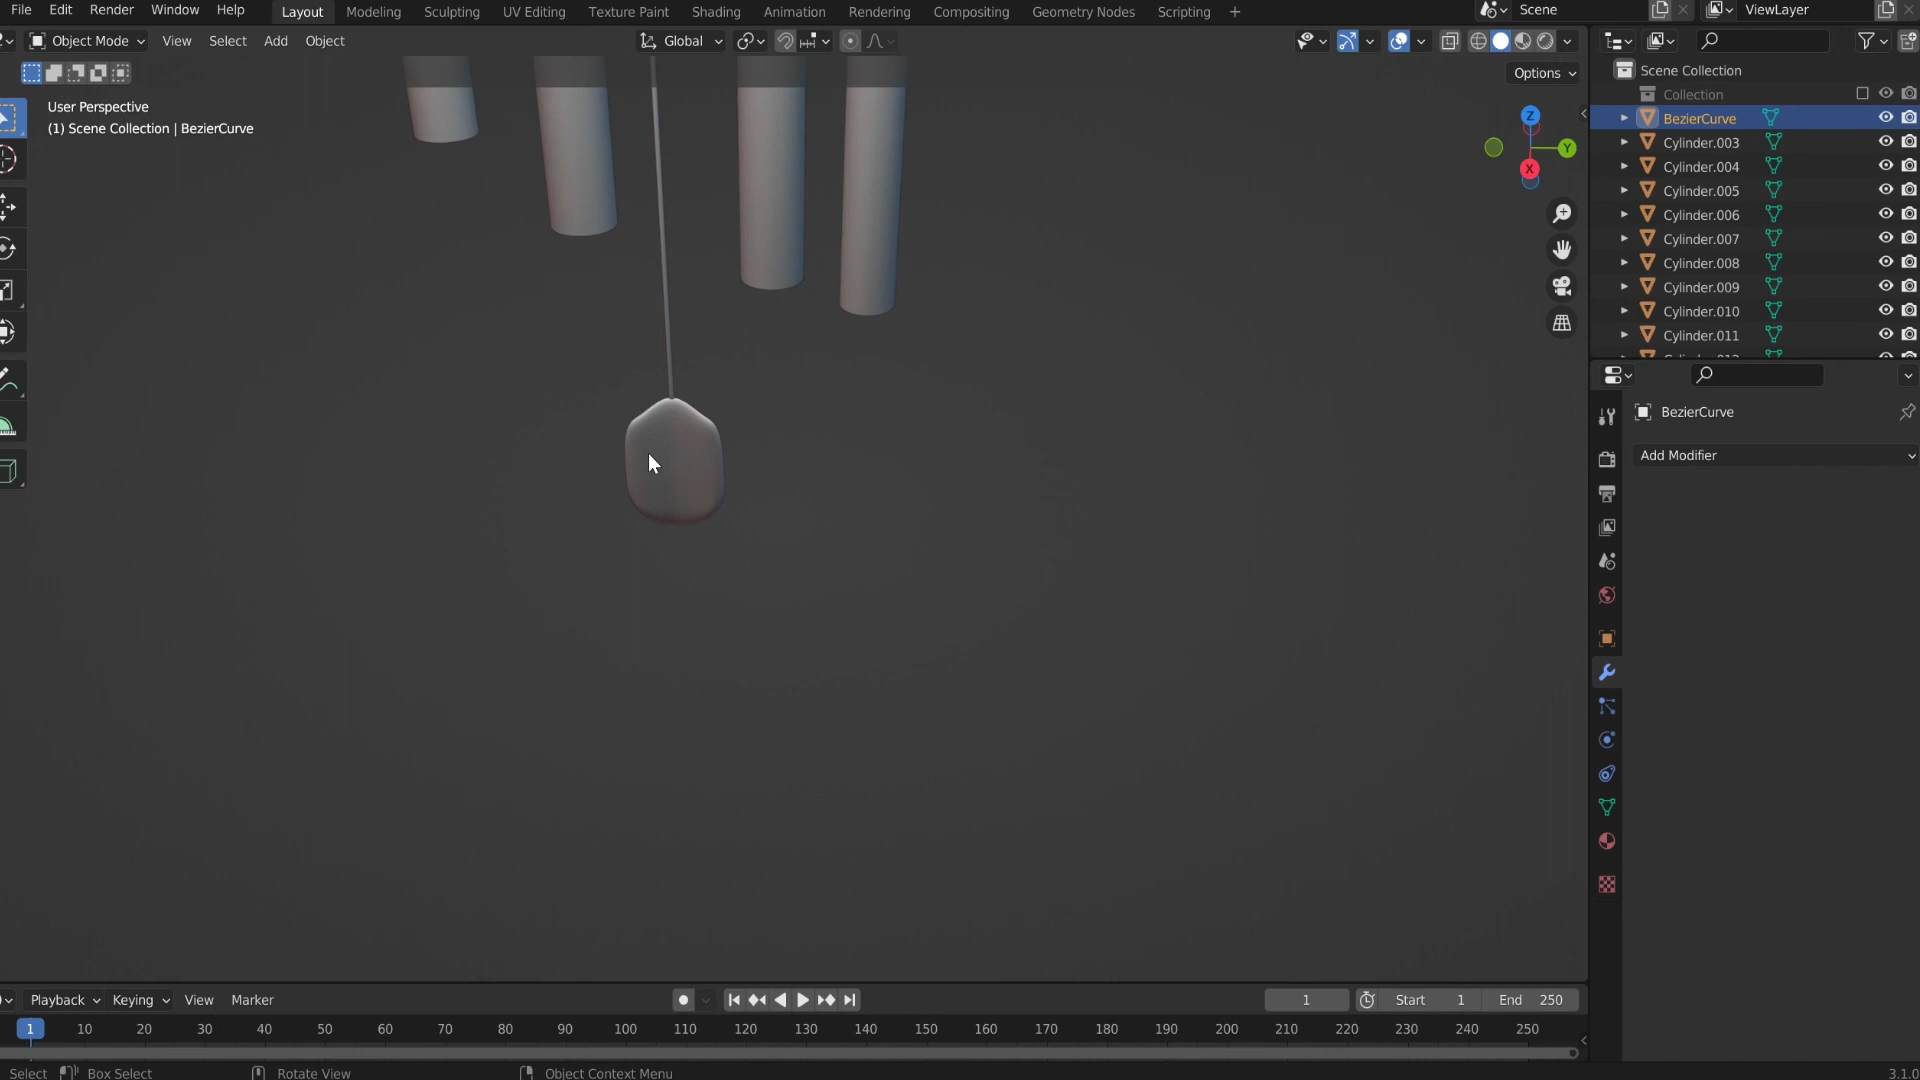 File Edit Render Window Help Layout Modeling Sculpting UV Editing Texture Paint Shading Animation Rendering Compositing Geometry Nodes Scripting + Scene ViewLayer
Object Mode View Select Add Object Global
Options
User Perspective
(1) Scene Collection | BezierCurve
Z
Y
X
Scene Collection
Collection
BezierCurve
Cylinder.003
Cylinder.004
Cylinder.005
Cylinder.006
Cylinder.007
Cylinder.008
Cylinder.009
Cylinder.010
Cylinder.011
BezierCurve
Add Modifier
Playback Keying View Marker 1 Start 1 End 250
1 10 20 30 40 50 60 70 80 90 100 110 120 130 140 150 160 170 180 190 200 210 220 230 240 250
Select Box Select Rotate View Object Context Menu 3.1.0